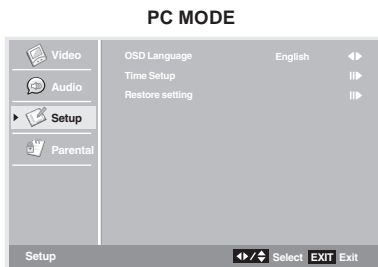 PC MODE
Video
Audio
Setup
Parental
OSD Language English
Time Setup
Restore setting
Setup
Select EXIT Exit